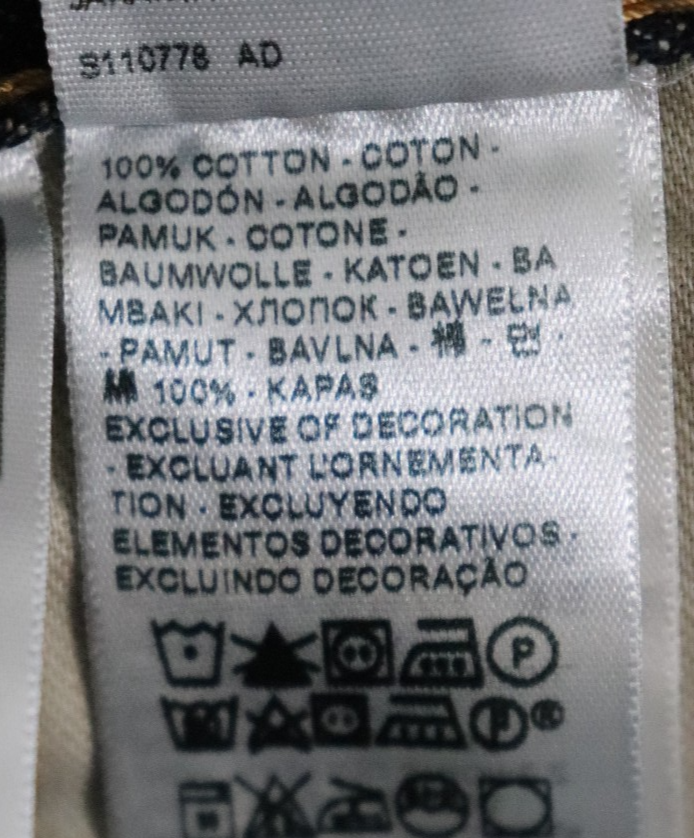 S110778 AD
100% COTTON - COTON -
ALGODÓN - ALGODÃO -
PAMUK - COTONE -
BAUMWOLLE - KATOEN - BA
MBAKI - ХЛОПОК - BAWEŁNA
- PAMUT - BAVLNA - 棉 - 면 -
綿 100% - KAPAS
EXCLUSIVE OF DECORATION
- EXCLUANT L'ORNEMENTA-
TION - EXCLUYENDO
ELEMENTOS DECORATIVOS -
EXCLUINDO DECORAÇÃO
P
P ®